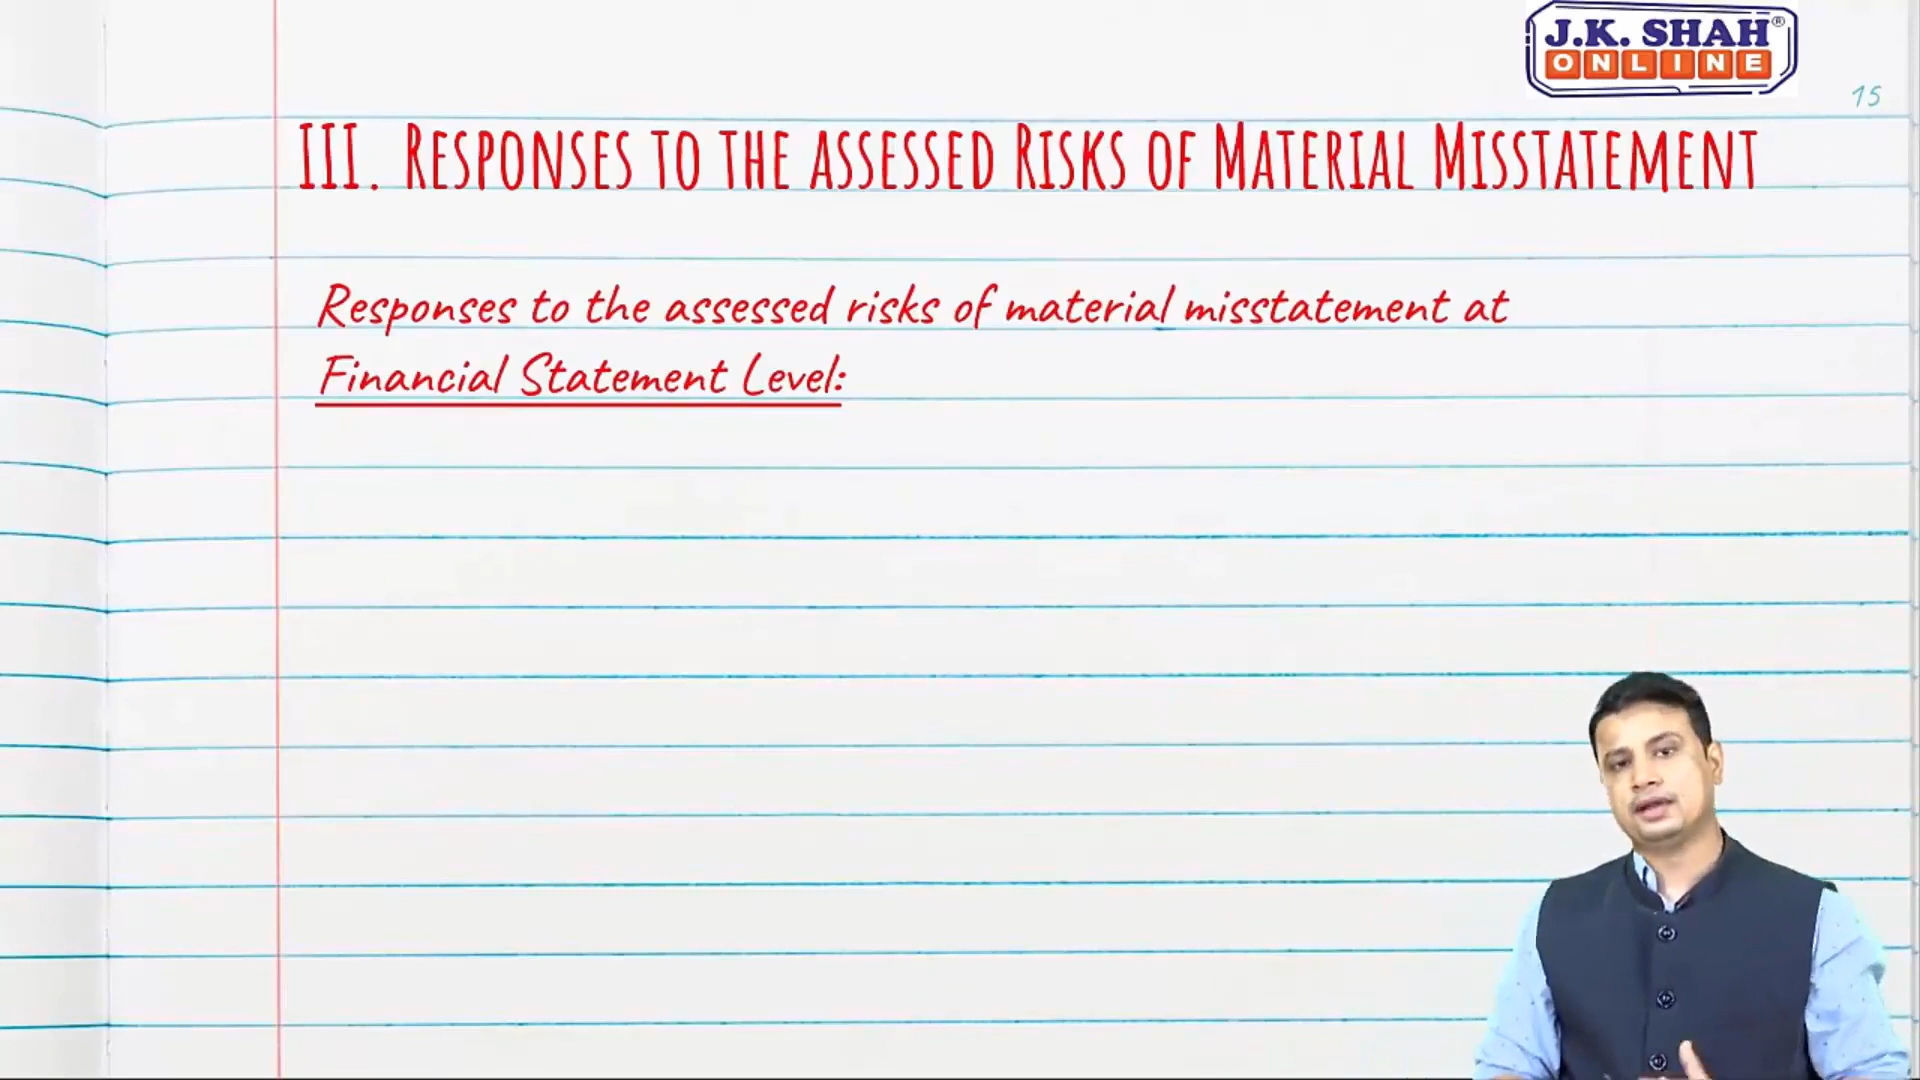 J.K. SHAH®
ONLINE
15
III. RESPONSES TO THE ASSESSED RISKS OF MATERIAL MISSTATEMENT
Responses to the assessed risks of material misstatement at
Financial Statement Level: